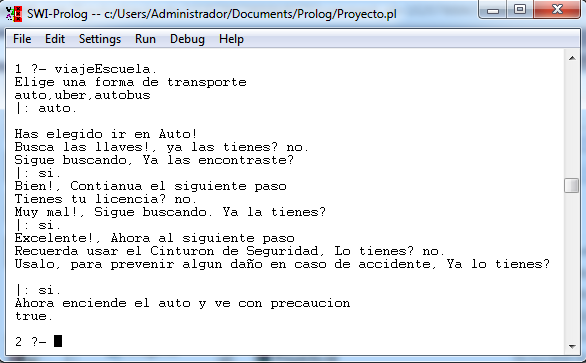 SWI-Prolog -- c:/Users/Administrador/Documents/Prolog/Proyecto.pl
File Edit Settings Run Debug Help
1 ?- viajeEscuela.
Elige una forma de transporte
auto,uber,autobus
|: auto.
Has elegido ir en Auto!
Busca las llaves!, ya las tienes? no.
Sigue buscando, Ya las encontraste?
|: si.
Bien!, Contianua el siguiente paso
Tienes tu licencia? no.
Muy mal!, Sigue buscando. Ya la tienes?
|: si.
Excelente!, Ahora al siguiente paso
Recuerda usar el Cinturon de Seguridad, Lo tienes? no.
Usalo, para prevenir algun daño en caso de accidente, Ya lo tienes?
|: si.
Ahora enciende el auto y ve con precaucion
true.
2 ?-